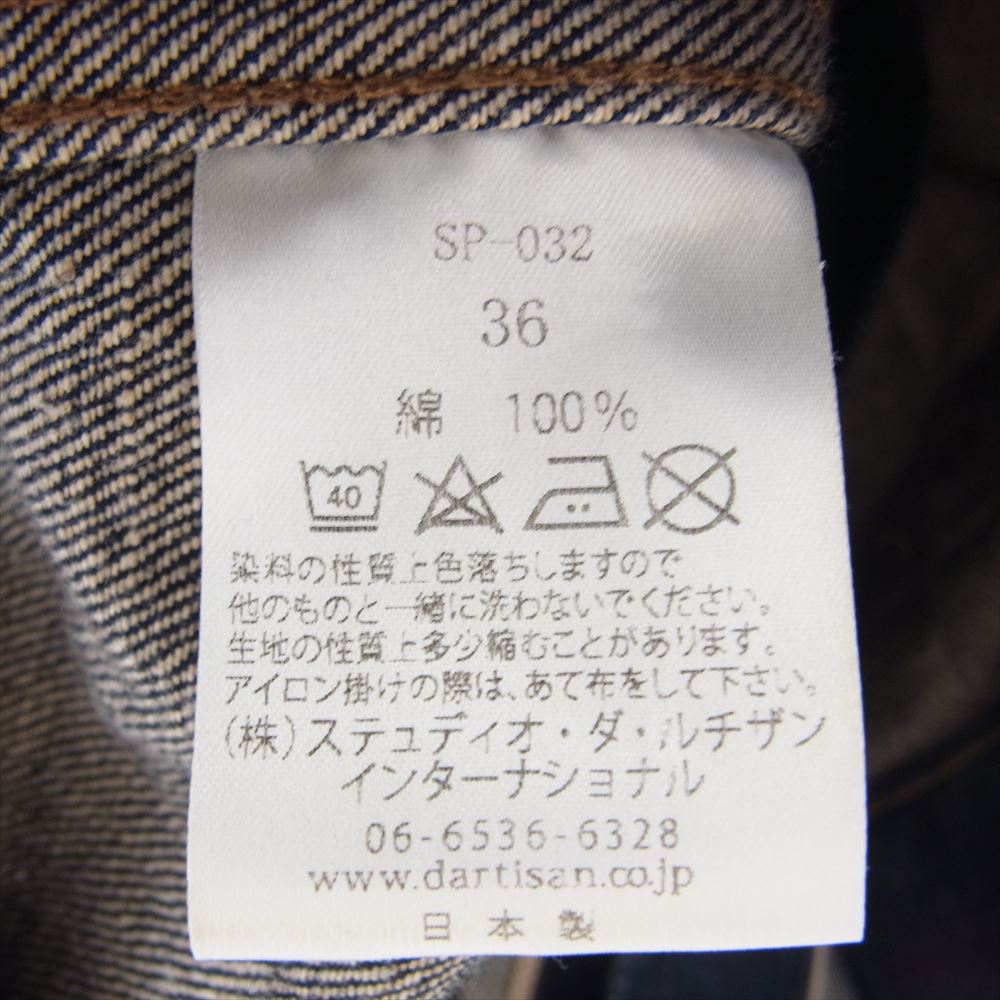 SP-032
36
綿 100%
40
染料の性質上色落ちしますので
他のものと一緒に洗わないでください。
生地の性質上多少縮むことがあります。
アイロン掛けの際は、あて布をして下さい。
(株)ステュディオ・ダ・ルチザン
インターナショナル
06-6536-6328
www.dartisan.co.jp
日本製